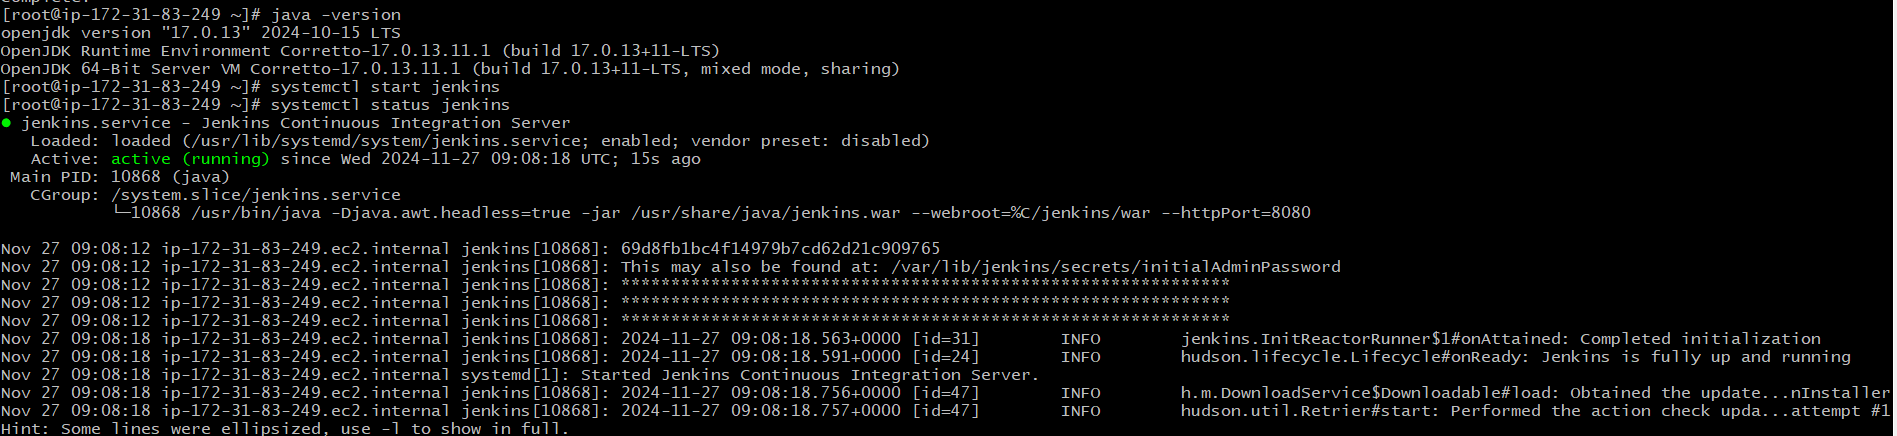 [root@ip-172-31-83-249 ~]# java -version
openjdk version "17.0.13" 2024-10-15 LTS
OpenJDK Runtime Environment Corretto-17.0.13.11.1 (build 17.0.13+11-LTS)
OpenJDK 64-Bit Server VM Corretto-17.0.13.11.1 (build 17.0.13+11-LTS, mixed mode, sharing)
[root@ip-172-31-83-249 ~]# systemctl start jenkins
[root@ip-172-31-83-249 ~]# systemctl status jenkins
● jenkins.service - Jenkins Continuous Integration Server
   Loaded: loaded (/usr/lib/systemd/system/jenkins.service; enabled; vendor preset: disabled)
   Active: active (running) since Wed 2024-11-27 09:08:18 UTC; 15s ago
 Main PID: 10868 (java)
   CGroup: /system.slice/jenkins.service
           └─10868 /usr/bin/java -Djava.awt.headless=true -jar /usr/share/java/jenkins.war --webroot=%C/jenkins/war --httpPort=8080
Nov 27 09:08:12 ip-172-31-83-249.ec2.internal jenkins[10868]: 69d8fb1bc4f14979b7cd62d21c909765
Nov 27 09:08:12 ip-172-31-83-249.ec2.internal jenkins[10868]: This may also be found at: /var/lib/jenkins/secrets/initialAdminPassword
Nov 27 09:08:12 ip-172-31-83-249.ec2.internal jenkins[10868]: *************************************************************
Nov 27 09:08:12 ip-172-31-83-249.ec2.internal jenkins[10868]: *************************************************************
Nov 27 09:08:12 ip-172-31-83-249.ec2.internal jenkins[10868]: *************************************************************
Nov 27 09:08:18 ip-172-31-83-249.ec2.internal jenkins[10868]: 2024-11-27 09:08:18.563+0000 [id=31]        INFO        jenkins.InitReactorRunner$1#onAttained: Completed initialization
Nov 27 09:08:18 ip-172-31-83-249.ec2.internal jenkins[10868]: 2024-11-27 09:08:18.591+0000 [id=24]        INFO        hudson.lifecycle.Lifecycle#onReady: Jenkins is fully up and running
Nov 27 09:08:18 ip-172-31-83-249.ec2.internal systemd[1]: Started Jenkins Continuous Integration Server.
Nov 27 09:08:18 ip-172-31-83-249.ec2.internal jenkins[10868]: 2024-11-27 09:08:18.756+0000 [id=47]        INFO        h.m.DownloadService$Downloadable#load: Obtained the update...nInstaller
Nov 27 09:08:18 ip-172-31-83-249.ec2.internal jenkins[10868]: 2024-11-27 09:08:18.757+0000 [id=47]        INFO        hudson.util.Retrier#start: Performed the action check upda...attempt #1
Hint: Some lines were ellipsized, use -l to show in full.